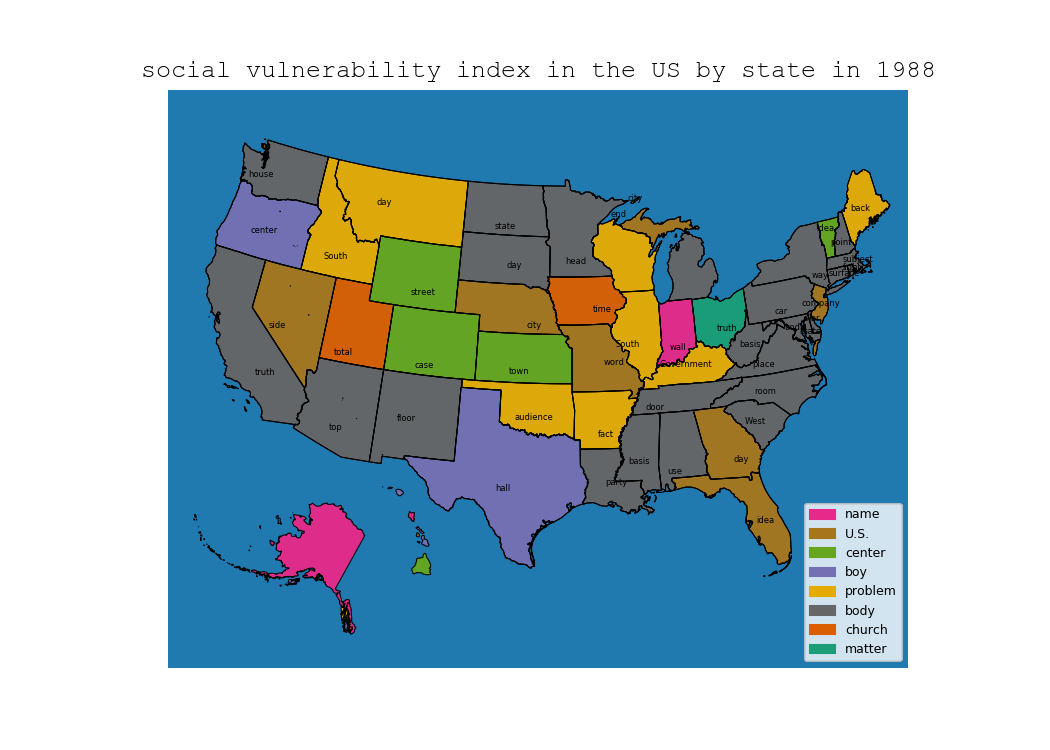 social vulnerability index in the US by state in 1988
house
day
center
South
state
day
head
end
city
back
idea
point
subject
surface
way
company
car
street
side
total
city
time
truth
South
wall
Government
case
town
word
basis
place
truth
top
floor
audience
fact
door
room
West
basis
use
day
hall
party
idea
name
U.S.
center
boy
problem
body
church
matter